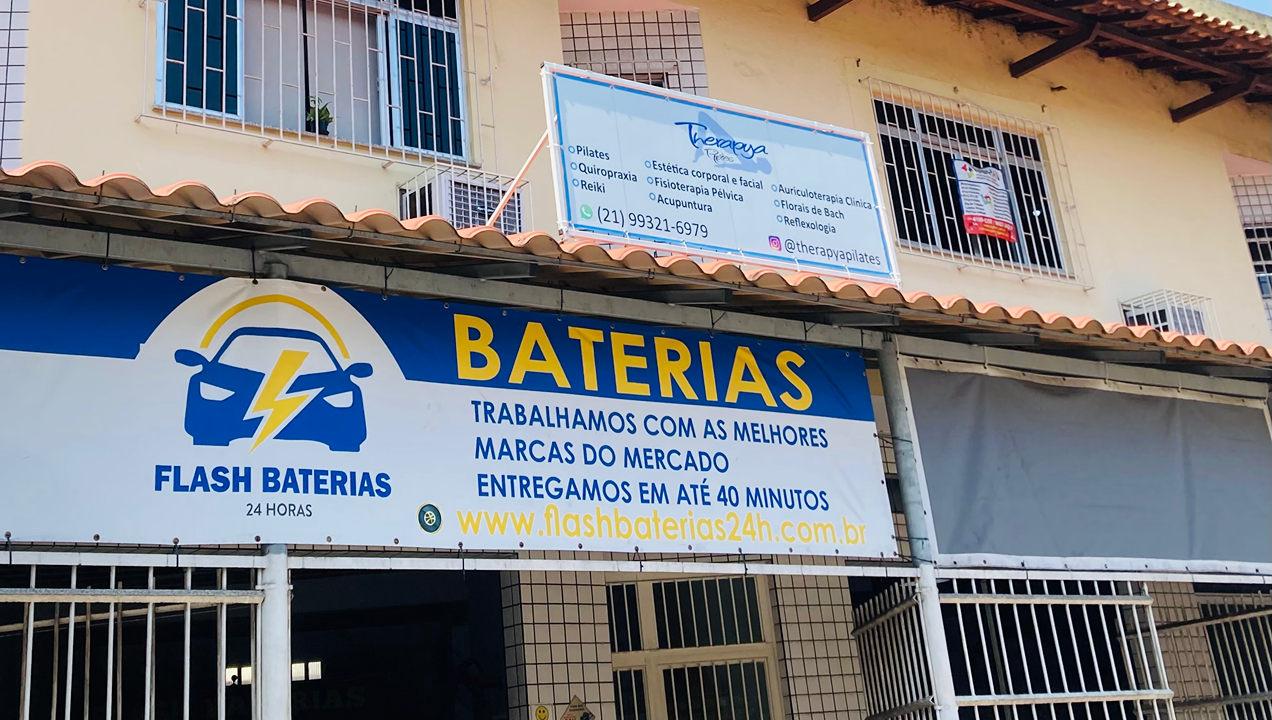 Therapya
Pilates
Pilates
Quiropraxia
Reiki
Estética corporal e facial
Fisioterapia Pélvica
Acupuntura
Auriculoterapia Clínica
Florais de Bach
Reflexologia
(21) 99321-6979
@therapyapilates
BATERIAS
TRABALHAMOS COM AS MELHORES
MARCAS DO MERCADO
ENTREGAMOS EM ATÉ 40 MINUTOS
www.flashbaterias24h.com.br
FLASH BATERIAS
24 HORAS